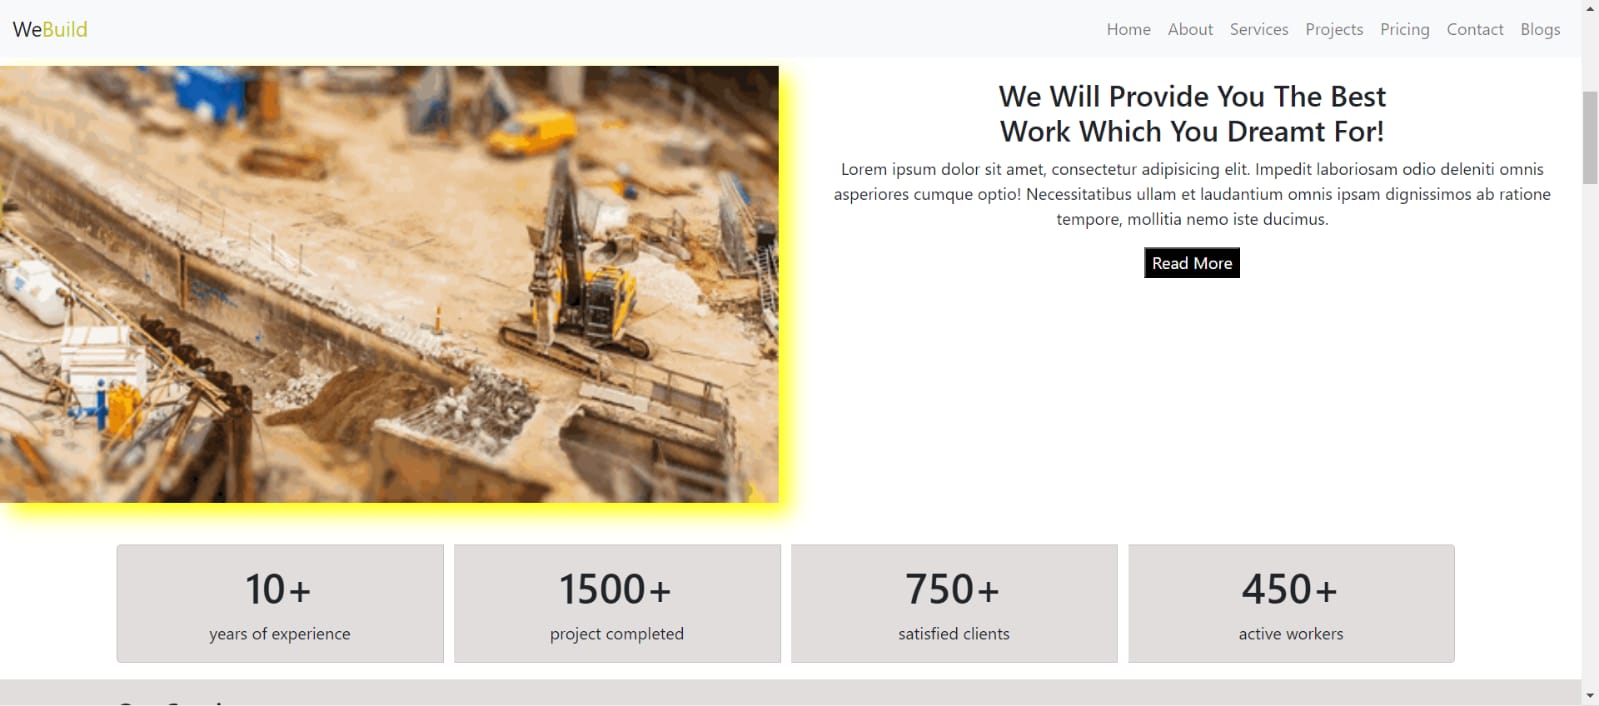 WeBuild
Home About Services Projects Pricing Contact Blogs
We Will Provide You The Best
Work Which You Dreamt For!
Lorem ipsum dolor sit amet, consectetur adipisicing elit. Impedit laboriosam odio deleniti omnis
asperiores cumque optio! Necessitatibus ullam et laudantium omnis ipsam dignissimos ab ratione
tempore, mollitia nemo iste ducimus.
Read More
10+
years of experience
1500+
project completed
750+
satisfied clients
450+
active workers